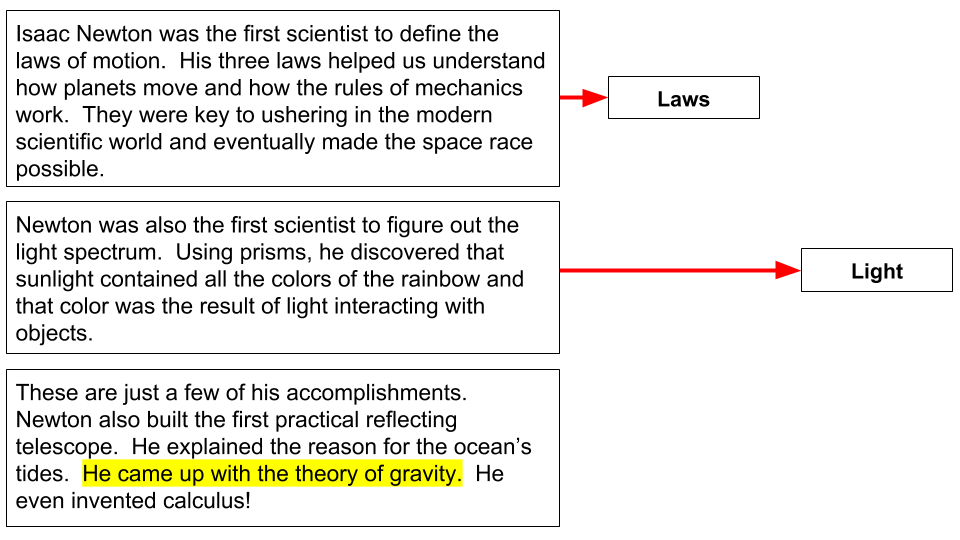 Isaac Newton was the first scientist to define the
laws of motion.  His three laws helped us understand
how planets move and how the rules of mechanics
work.  They were key to ushering in the modern
scientific world and eventually made the space race
possible.
Laws
Newton was also the first scientist to figure out the
light spectrum.  Using prisms, he discovered that
sunlight contained all the colors of the rainbow and
that color was the result of light interacting with
objects.
Light
These are just a few of his accomplishments.
Newton also built the first practical reflecting
telescope.  He explained the reason for the ocean’s
tides.  He came up with the theory of gravity.  He
even invented calculus!